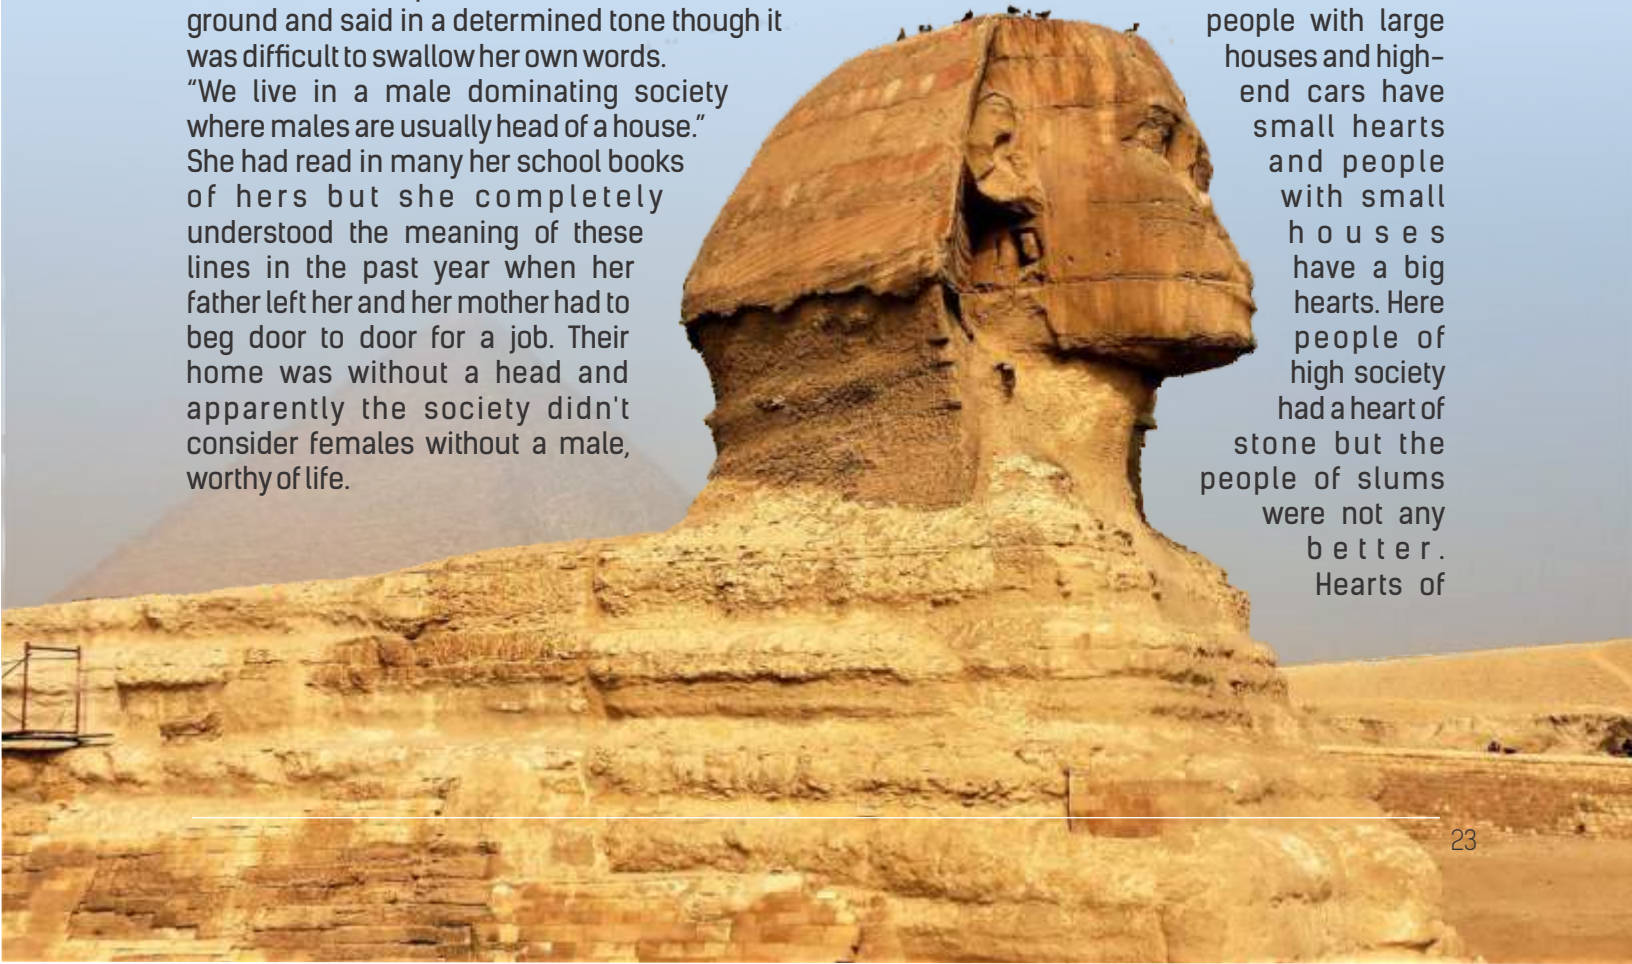 ground and said in a determined tone though it
was difficult to swallow her own words.
“We live in a male dominating society
where males are usually head of a house.”
She had read in many her school books
of hers but she completely
understood the meaning of these
lines in the past year when her
father left her and her mother had to
beg door to door for a job. Their
home was without a head and
apparently the society didn't
consider females without a male,
worthy of life.
people with large
houses and high-
end cars have
small hearts
and people
with small
houses
have a big
hearts. Here
people of
high society
had a heart of
stone but the
people of slums
were not any
better.
Hearts of
23